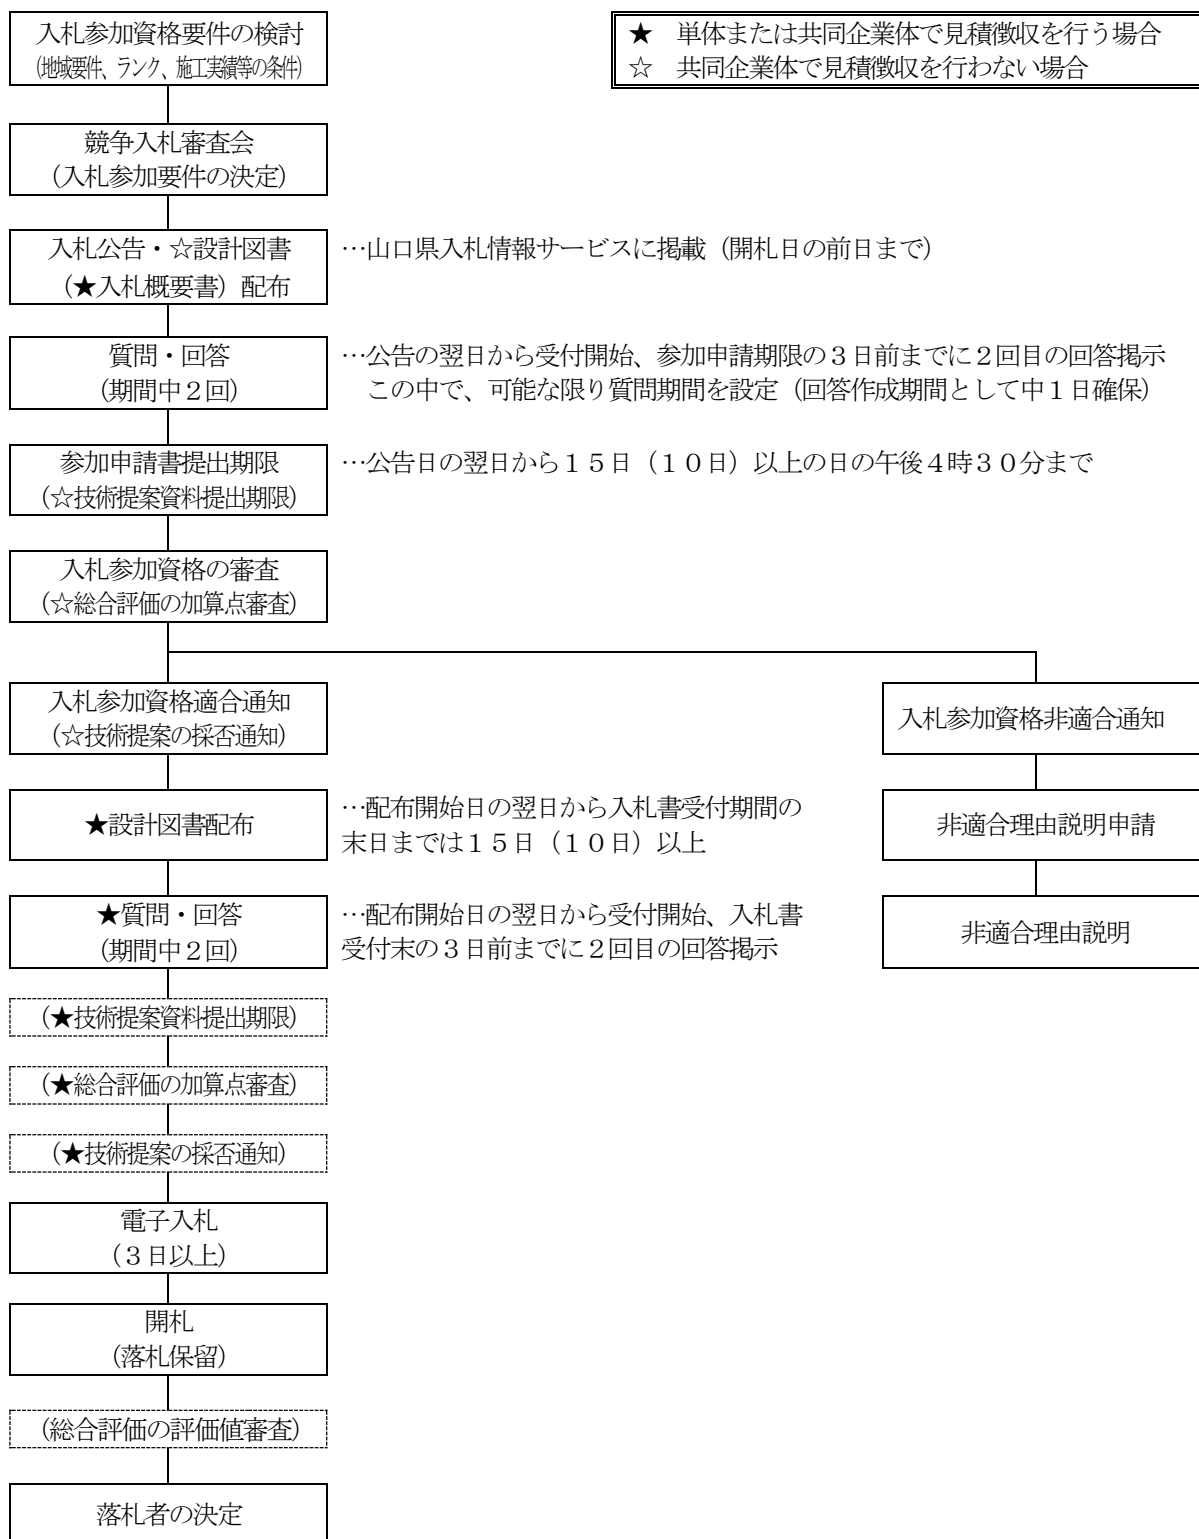 入札参加資格要件の検討
(地域要件、ランク、施工実績等の条件)
★　単体または共同企業体で見積徴収を行う場合
☆　共同企業体で見積徴収を行わない場合
競争入札審査会
(入札参加要件の決定)
入札公告・☆設計図書
(★入札概要書) 配布
…山口県入札情報サービスに掲載（開札日の前日まで）
質問・回答
(期間中２回)
…公告の翌日から受付開始、参加申請期限の３日前までに２回目の回答掲示
この中で、可能な限り質問期間を設定（回答作成期間として中１日確保）
参加申請書提出期限
(☆技術提案資料提出期限)
…公告日の翌日から１５日（１０日）以上の日の午後４時３０分まで
入札参加資格の審査
(☆総合評価の加算点審査)
入札参加資格適合通知
(☆技術提案の採否通知)
入札参加資格非適合通知
★設計図書配布
…配布開始日の翌日から入札書受付期間の
末日までは１５日（１０日）以上
非適合理由説明申請
★質問・回答
(期間中２回)
…配布開始日の翌日から受付開始、入札書
受付末の３日前までに２回目の回答掲示
非適合理由説明
(★技術提案資料提出期限)
(★総合評価の加算点審査)
(★技術提案の採否通知)
電子入札
(３日以上)
開札
(落札保留)
(総合評価の評価値審査)
落札者の決定